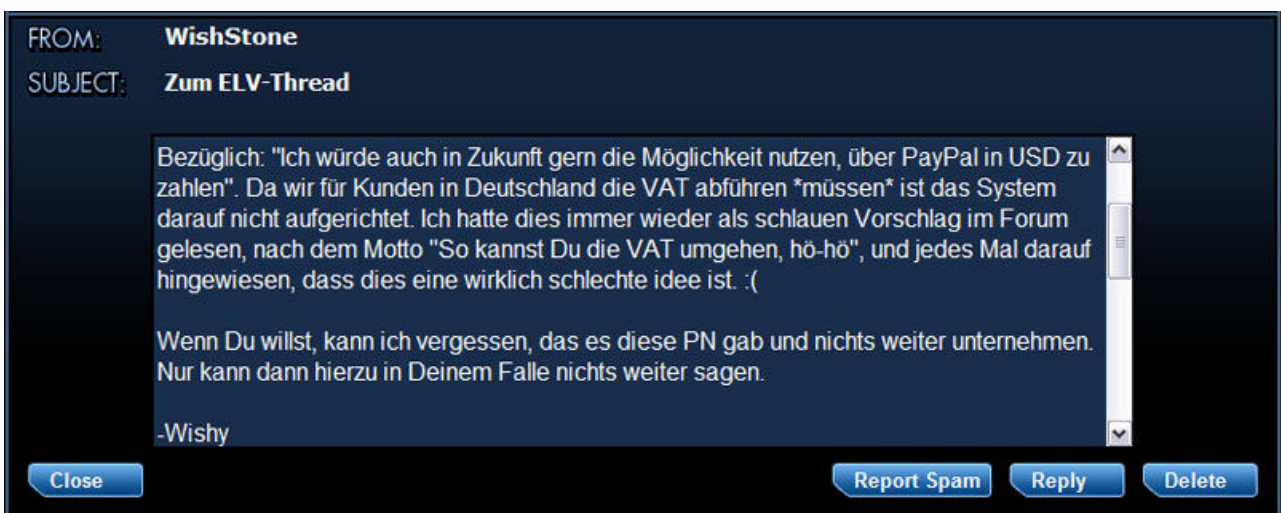 FROM: WishStone
SUBJECT: Zum ELV-Thread
Bezüglich: "Ich würde auch in Zukunft gern die Möglichkeit nutzen, über PayPal in USD zu
zahlen". Da wir für Kunden in Deutschland die VAT abführen *müssen* ist das System
darauf nicht aufgerichtet. Ich hatte dies immer wieder als schlauen Vorschlag im Forum
gelesen, nach dem Motto "So kannst Du die VAT umgehen, hö-hö", und jedes Mal darauf
hingewiesen, dass dies eine wirklich schlechte idee ist. :(
Wenn Du willst, kann ich vergessen, das es diese PN gab und nichts weiter unternehmen.
Nur kann dann hierzu in Deinem Falle nichts weiter sagen.
-Wishy
Close Report Spam Reply Delete